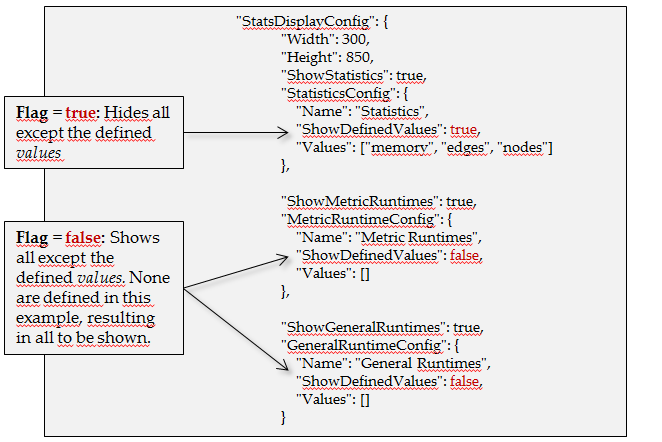 "StatsDisplayConfig": {
"Width": 300,
"Height": 850,
"ShowStatistics": true,
"StatisticsConfig": {
"Name": "Statistics",
"ShowDefinedValues": true,
"Values": ["memory", "edges", "nodes"]
},
"ShowMetricRuntimes": true,
"MetricRuntimeConfig": {
"Name": "Metric Runtimes",
"ShowDefinedValues": false,
"Values": []
},
"ShowGeneralRuntimes": true,
"GeneralRuntimeConfig": {
"Name": "General Runtimes",
"ShowDefinedValues": false,
"Values": []
}
Flag = true: Hides all
except the defined
values
Flag = false: Shows
all except the
defined values. None
are defined in this
example, resulting
in all to be shown.